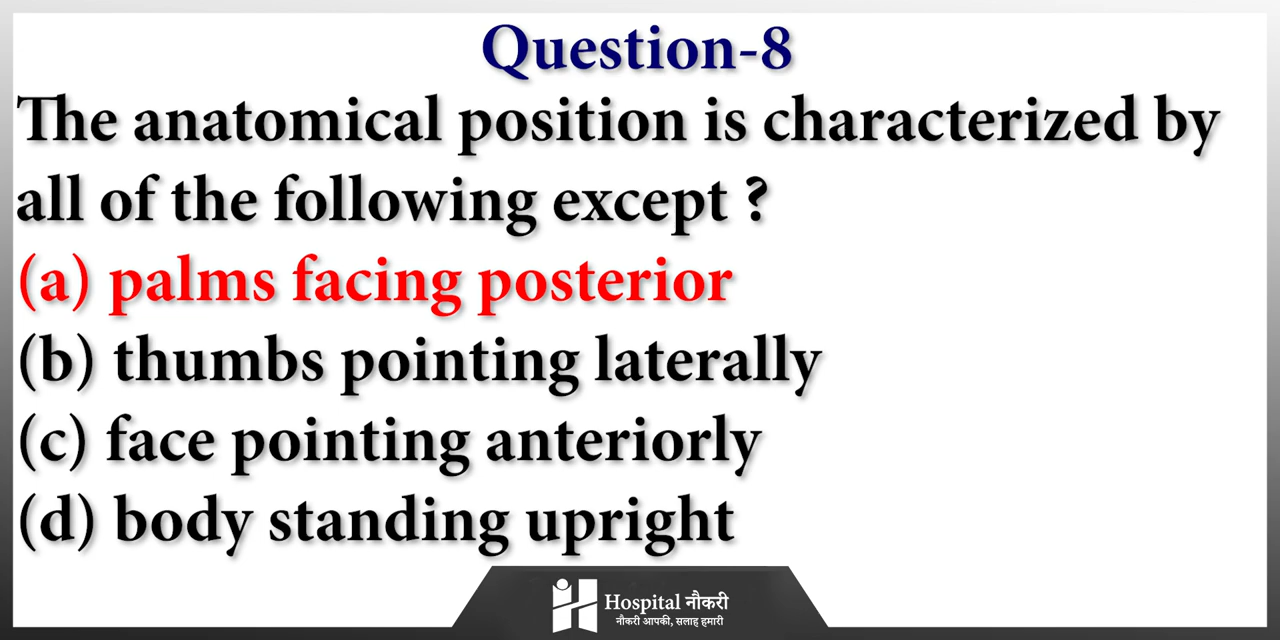 Question-8
The anatomical position is characterized by
all of the following except ?
(a) palms facing posterior
(b) thumbs pointing laterally
(c) face pointing anteriorly
(d) body standing upright
Hospital नौकरी
नौकरी आपकी, सलाह हमारी